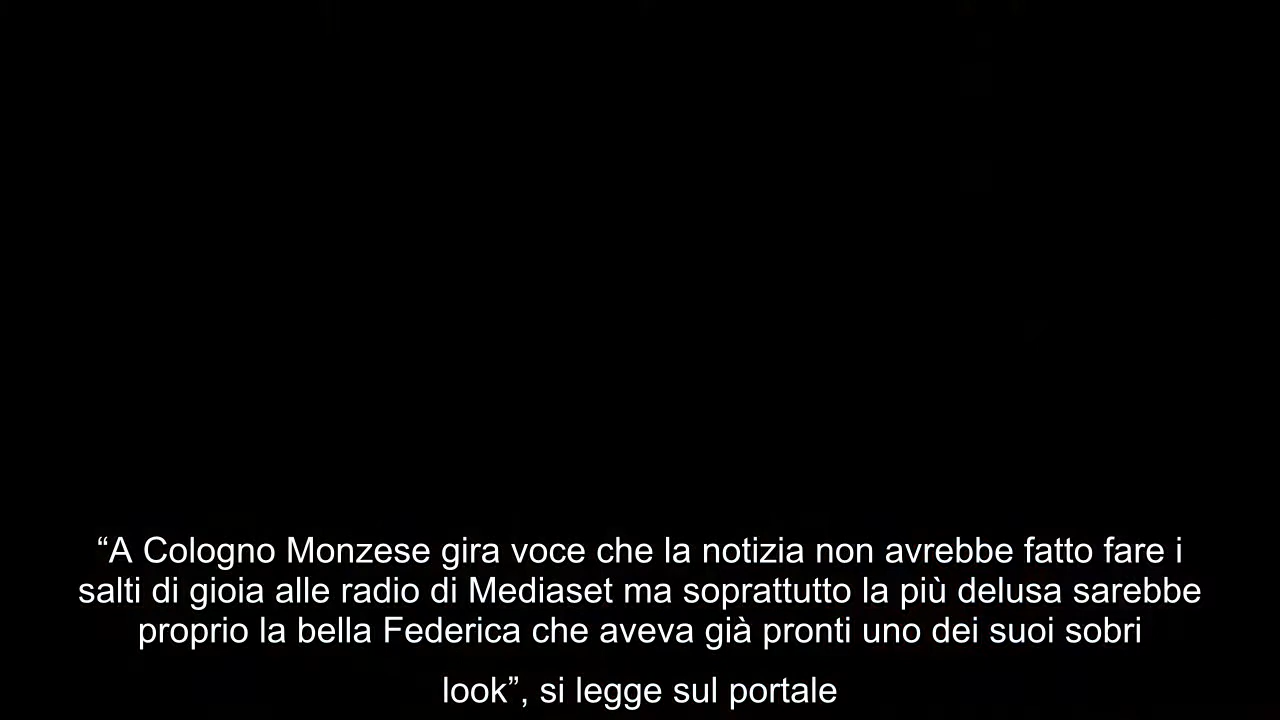 “A Cologno Monzese gira voce che la notizia non avrebbe fatto fare i
salti di gioia alle radio di Mediaset ma soprattutto la più delusa sarebbe
proprio la bella Federica che aveva già pronti uno dei suoi sobri
look”, si legge sul portale